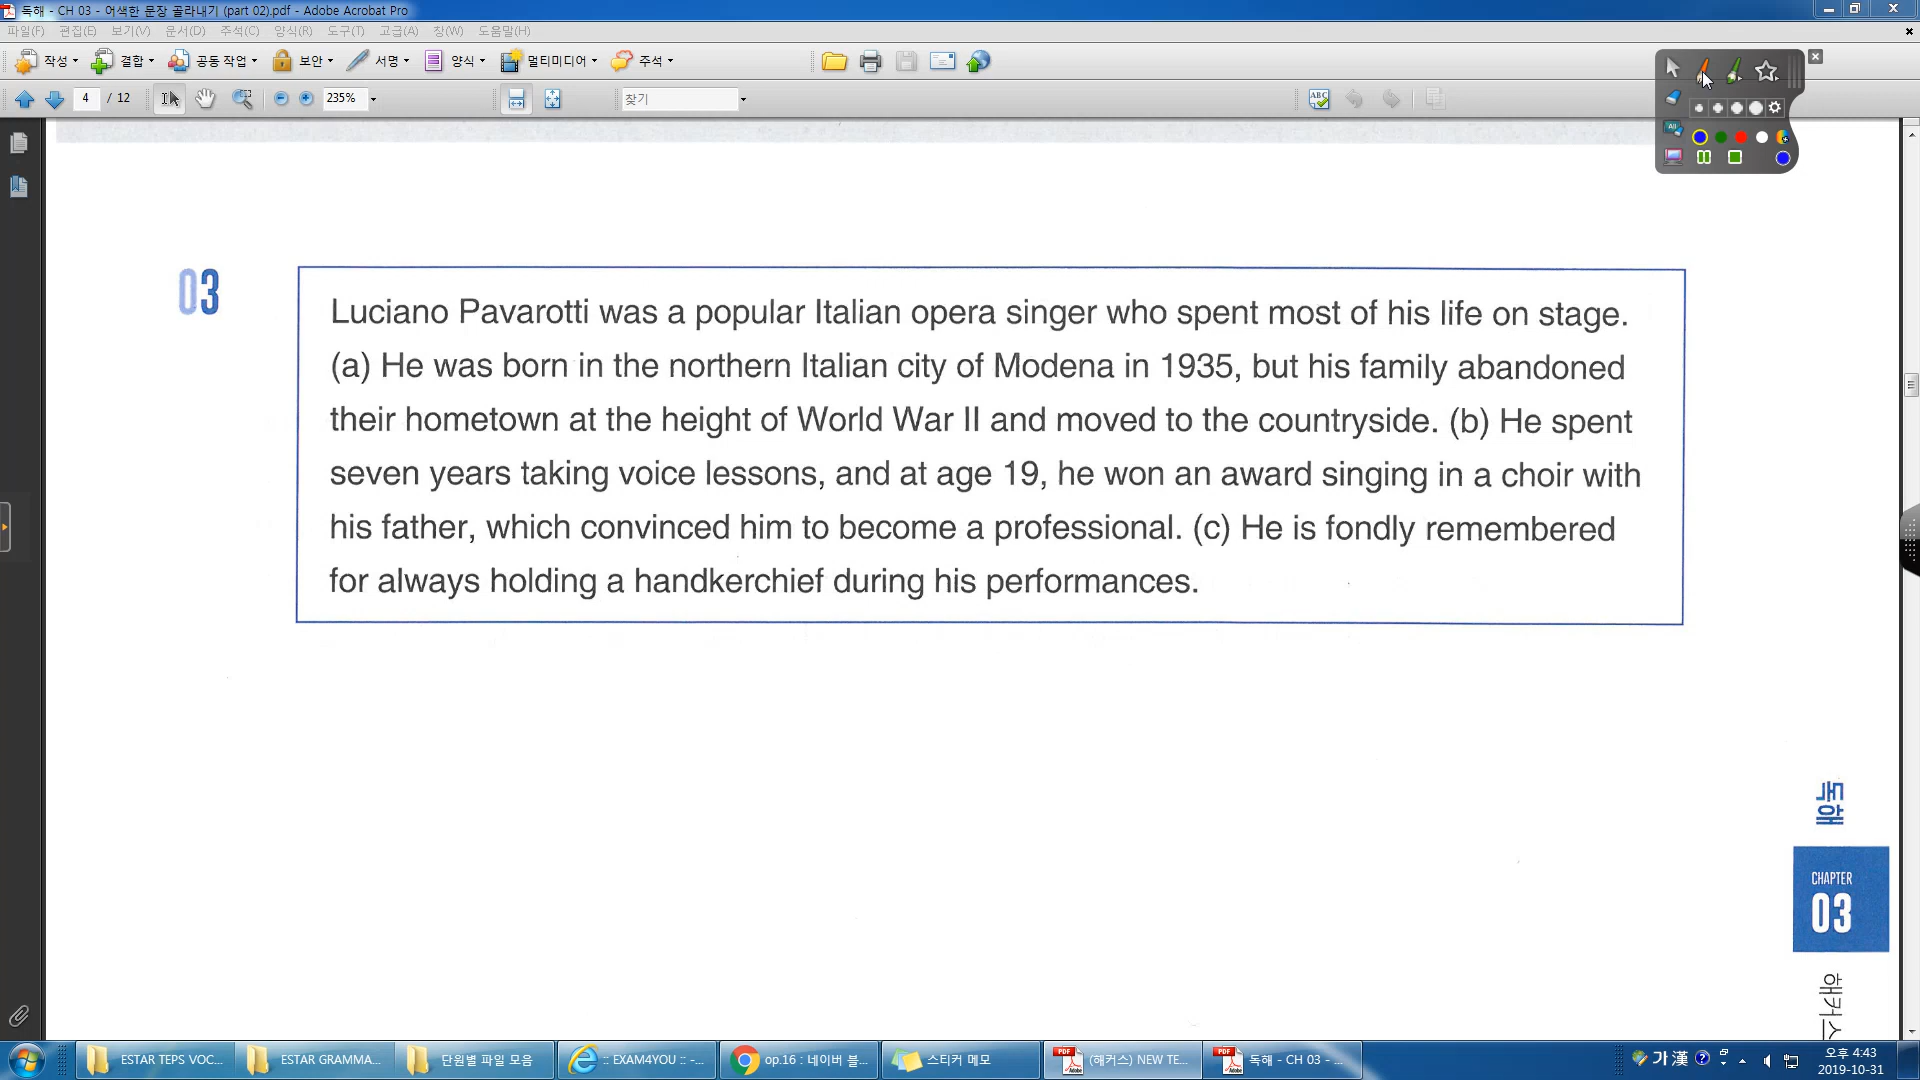 독해 - CH 03 - 어색한 문장 골라내기 (part 02).pdf - Adobe Acrobat Pro
파일(F) 편집(E) 보기(V) 문서(D) 주석(C) 양식(R) 도구(T) 고급(A) 창(W) 도움말(H)
작성 결합 공동 작업 보안 서명 양식 멀티미디어 주석
4 / 12 235% 찾기
03
Luciano Pavarotti was a popular Italian opera singer who spent most of his life on stage.
(a) He was born in the northern Italian city of Modena in 1935, but his family abandoned
their hometown at the height of World War II and moved to the countryside. (b) He spent
seven years taking voice lessons, and at age 19, he won an award singing in a choir with
his father, which convinced him to become a professional. (c) He is fondly remembered
for always holding a handkerchief during his performances.
독해
CHAPTER
03
해커스
ESTAR TEPS VOC... ESTAR GRAMMA... 단원별 파일 모음 :: EXAM4YOU :: -... op.16 : 네이버 블... 스티커 메모 (해커스) NEW TE... 독해 - CH 03 - ... 가 漢 오후 4:43
2019-10-31